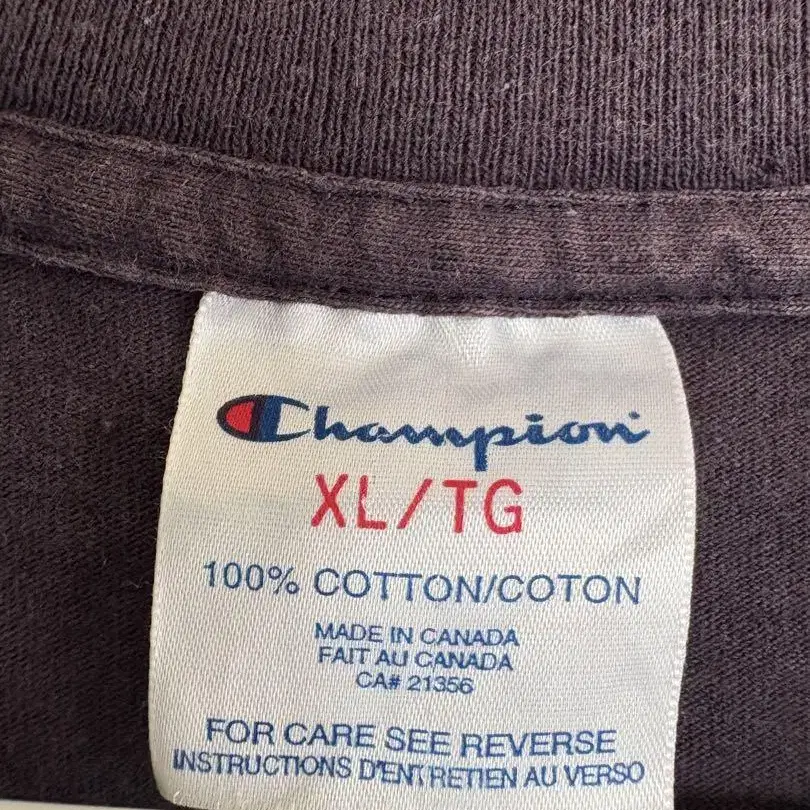 Champion
XL/TG
100% COTTON/COTON
MADE IN CANADA
FAIT AU CANADA
CA# 21356
FOR CARE SEE REVERSE
INSTRUCTIONS D'ENTRETIEN AU VERSO